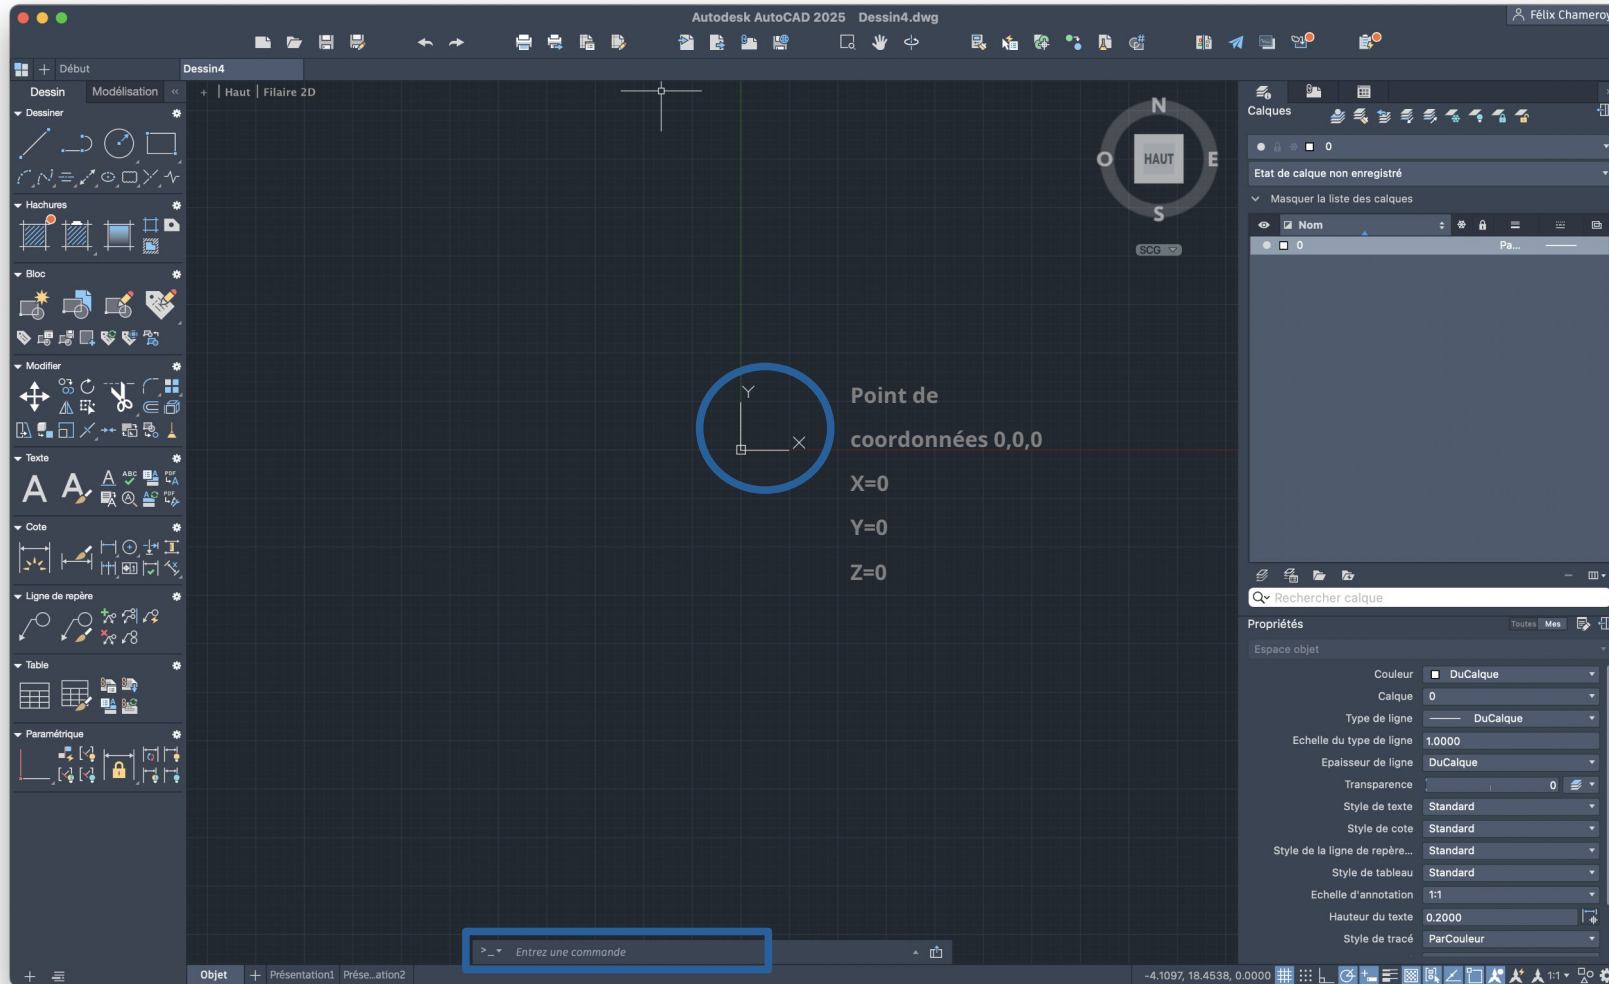 Autodesk AutoCAD 2025 Dessin4.dwg
Félix Chameroy
Début
Dessin4
Dessin Modélisation
+ | Haut | Filaire 2D
Dessiner
Hachures
Bloc
Modifier
Texte
Cote
Ligne de repère
Table
Paramétrique
N
O HAUT E
S
SCG
Y
X
Point de
coordonnées 0,0,0
X=0
Y=0
Z=0
>_ Entrez une commande
Objet + Présentation1 Prése...ation2
-4.1097, 18.4538, 0.0000
1:1
Calques
0
Etat de calque non enregistré
Masquer la liste des calques
Nom
0 Pa...
Rechercher calque
Propriétés Toutes Mes
Espace objet
Couleur DuCalque
Calque 0
Type de ligne DuCalque
Echelle du type de ligne 1.0000
Epaisseur de ligne DuCalque
Transparence 0
Style de texte Standard
Style de cote Standard
Style de la ligne de repère... Standard
Style de tableau Standard
Echelle d'annotation 1:1
Hauteur du texte 0.2000
Style de tracé ParCouleur